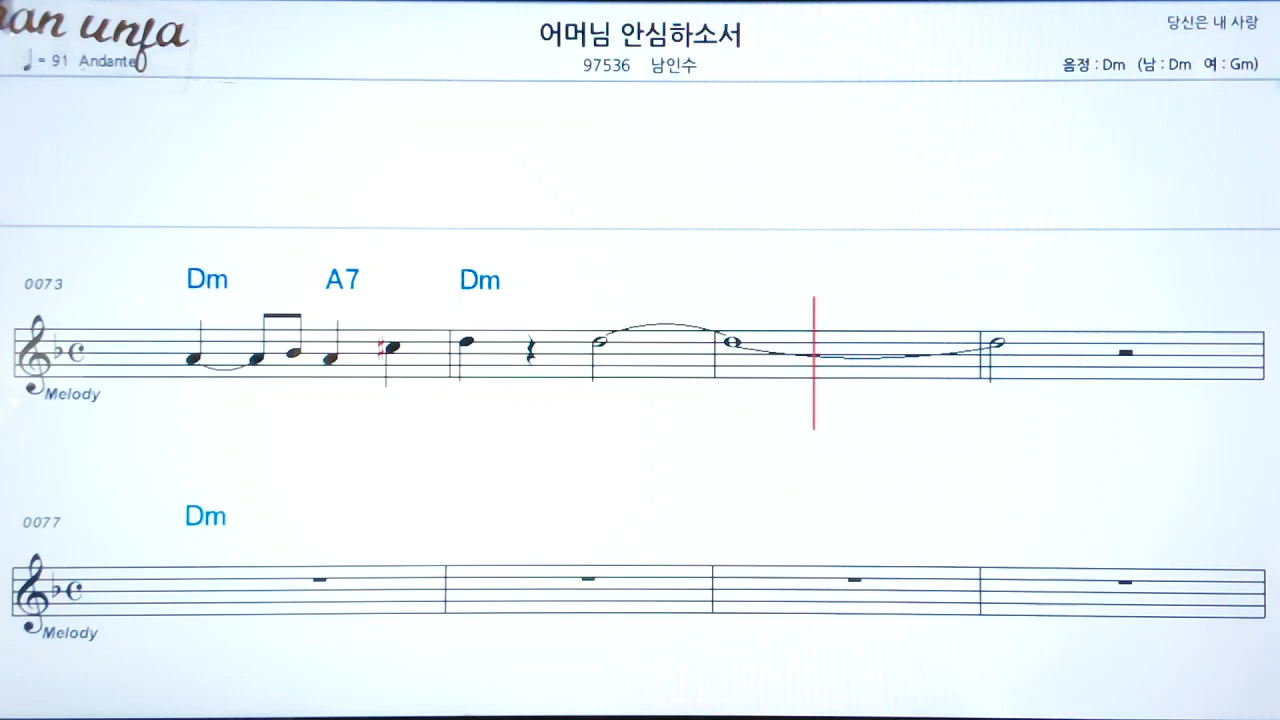 an unfa
♩= 91 Andante
어머님 안심하소서
97536 남인수
당신은 내 사랑
음정 : Dm (남 : Dm 여 : Gm)
0073
Dm A7 Dm
Melody
0077
Dm
Melody